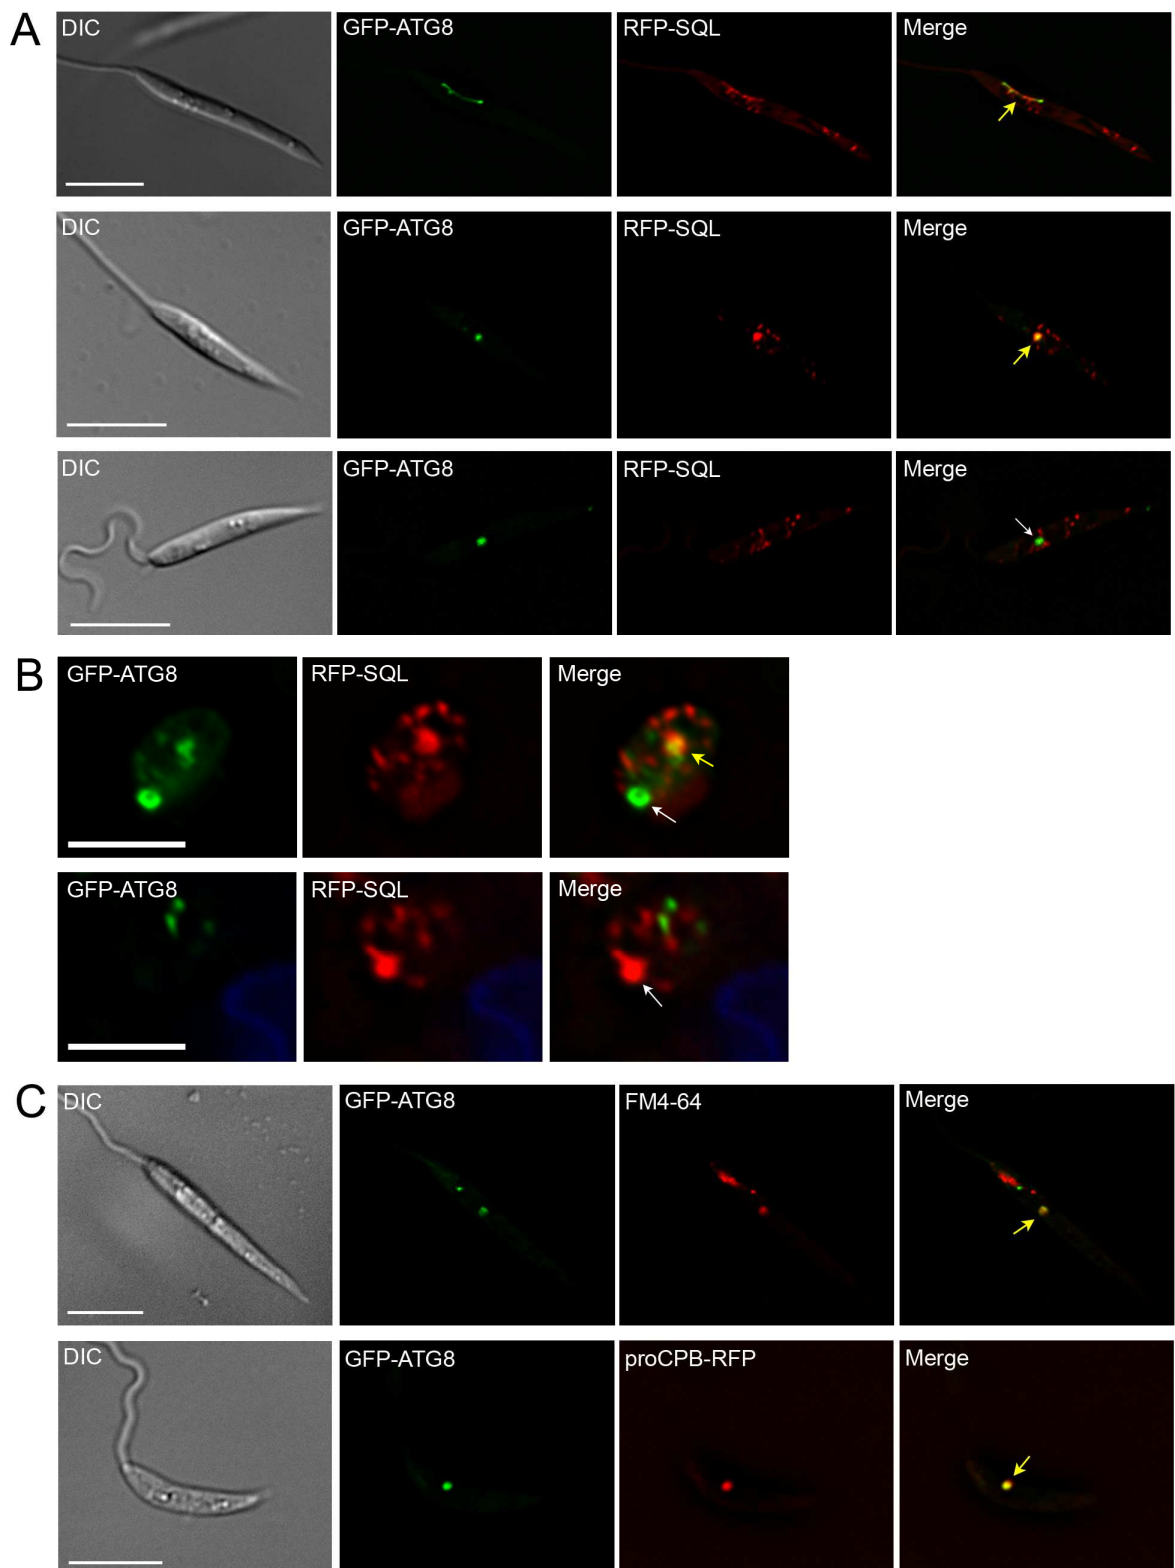 A
DIC
GFP-ATG8
RFP-SQL
Merge
DIC
GFP-ATG8
RFP-SQL
Merge
DIC
GFP-ATG8
RFP-SQL
Merge
B
GFP-ATG8
RFP-SQL
Merge
GFP-ATG8
RFP-SQL
Merge
C
DIC
GFP-ATG8
FM4-64
Merge
DIC
GFP-ATG8
proCPB-RFP
Merge